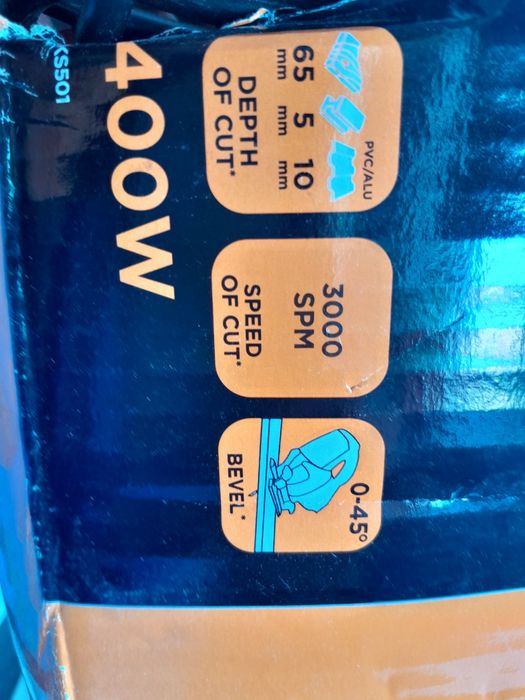 KS501
400W
PVC/ALU
65 5 10
mm mm mm
DEPTH
OF CUT*
3000
SPM
SPEED
OF CUT*
0-45°
BEVEL*